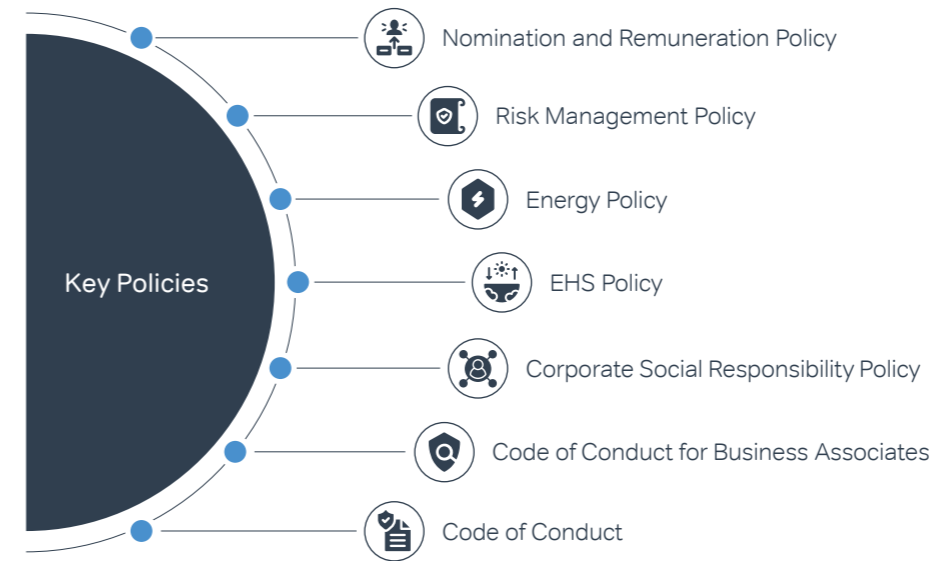 Nomination and Remuneration Policy
Risk Management Policy
Energy Policy
Key Policies
EHS Policy
Corporate Social Responsibility Policy
Code of Conduct for Business Associates
Code of Conduct